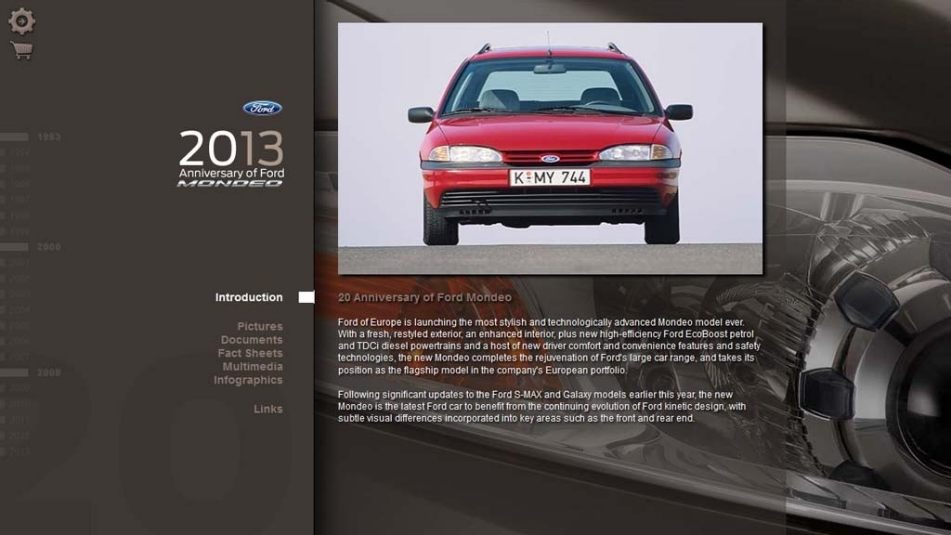 Ford
2013
Anniversary of Ford
MONDEO
1993
2000
Introduction
Pictures
Documents
Fact Sheets
Multimedia
Infographics
Links
Ford
K MY 744
20 Anniversary of Ford Mondeo
Ford of Europe is launching the most stylish and technologically advanced Mondeo model ever.
With a fresh, restyled exterior, an enhanced interior, plus new high-efficiency Ford EcoBoost petrol
and TDCi diesel powertrains and a host of new driver comfort and convenience features and safety
technologies, the new Mondeo completes the rejuvenation of Ford's large car range, and takes its
position as the flagship model in the company's European portfolio.
Following significant updates to the Ford S-MAX and Galaxy models earlier this year, the new
Mondeo is the latest Ford car to benefit from the continuing evolution of Ford kinetic design, with
subtle visual differences incorporated into key areas such as the front and rear end.